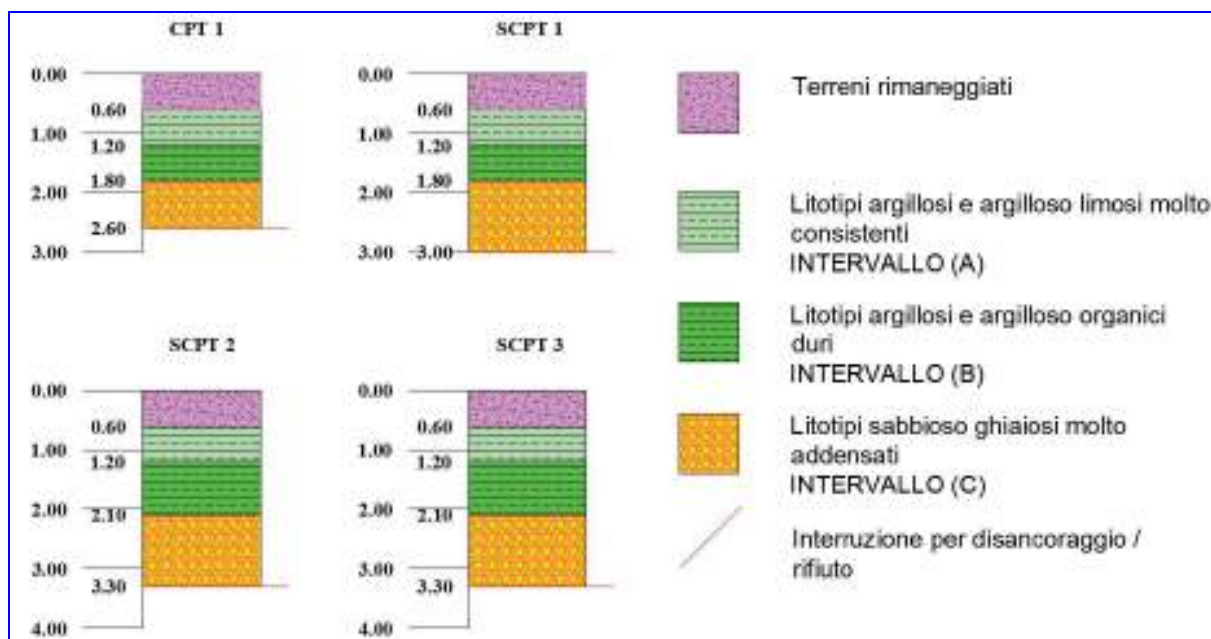 CPT 1
0.00
0.60
1.00
1.20
1.80
2.00
2.60
3.00
SCPT 1
0.00
0.60
1.00
1.20
1.80
2.00
3.00
3.00
SCPT 2
0.00
0.60
1.00
1.20
2.00
2.10
3.00
3.30
4.00
SCPT 3
0.00
0.60
1.00
1.20
2.00
2.10
3.00
3.30
4.00
Terreni rimaneggiati
Litotipi argillosi e argilloso limosi molto
consistenti
INTERVALLO (A)
Litotipi argillosi e argilloso organici
duri
INTERVALLO (B)
Litotipi sabbioso ghiaiosi molto
addensati
INTERVALLO (C)
Interruzione per disancoraggio /
rifiuto